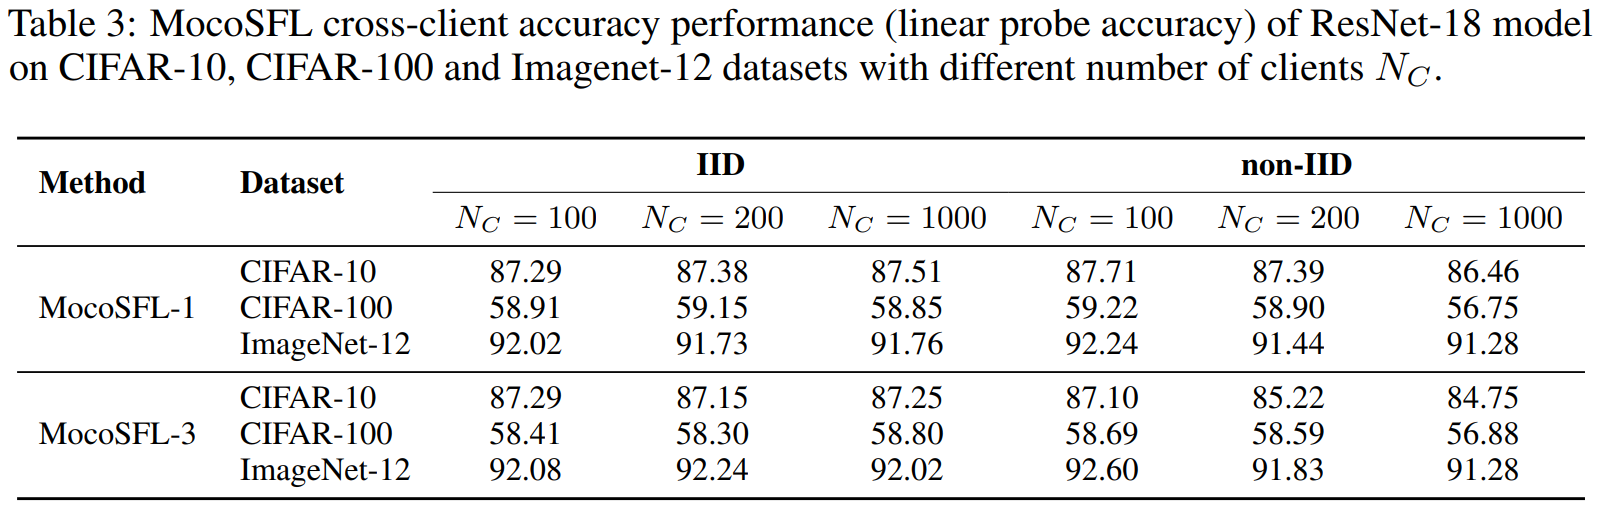 Table 3: MocoSFL cross-client accuracy performance (linear probe accuracy) of ResNet-18 model
on CIFAR-10, CIFAR-100 and Imagenet-12 datasets with different number of clients N_C.
Method Dataset IID non-IID
N_C = 100 N_C = 200 N_C = 1000 N_C = 100 N_C = 200 N_C = 1000
CIFAR-10 87.29 87.38 87.51 87.71 87.39 86.46
MocoSFL-1 CIFAR-100 58.91 59.15 58.85 59.22 58.90 56.75
ImageNet-12 92.02 91.73 91.76 92.24 91.44 91.28
CIFAR-10 87.29 87.15 87.25 87.10 85.22 84.75
MocoSFL-3 CIFAR-100 58.41 58.30 58.80 58.69 58.59 56.88
ImageNet-12 92.08 92.24 92.02 92.60 91.83 91.28